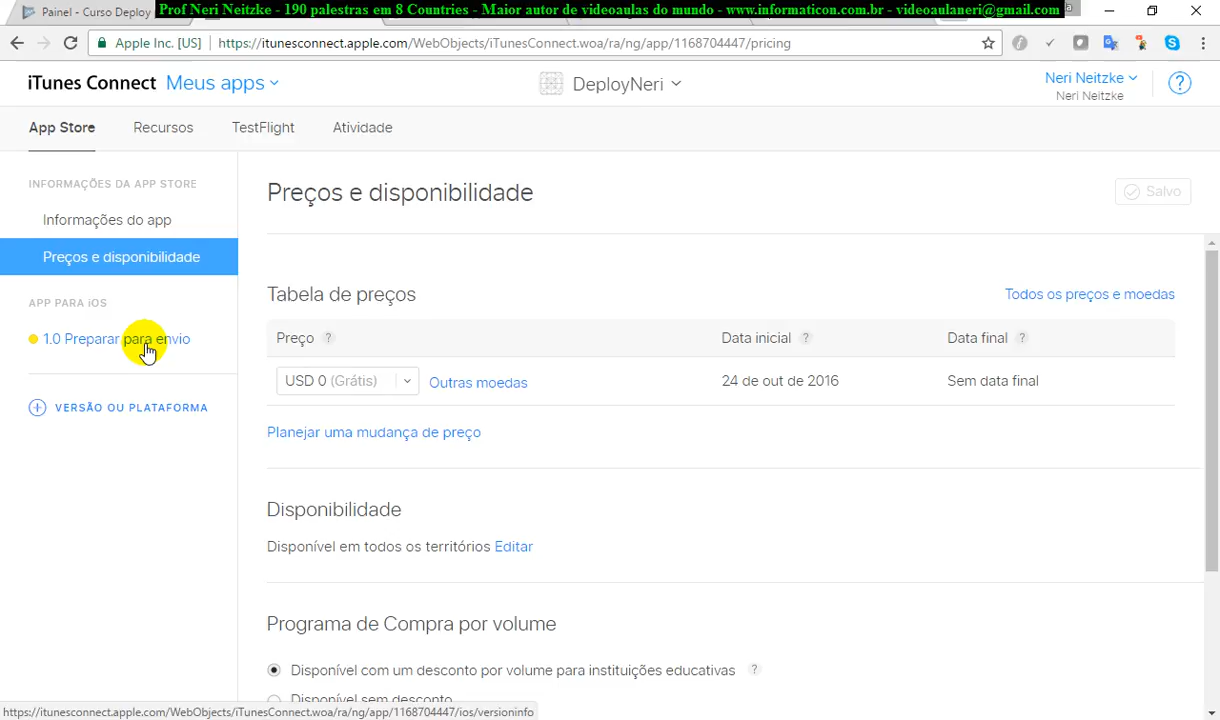 Painel - Curso Deploy
Prof Neri Neitzke - 190 palestras em 8 Countries - Maior autor de videoaulas do mundo - www.informaticon.com.br - videoaulaneri@gmail.com
Apple Inc. [US] https://itunesconnect.apple.com/WebObjects/iTunesConnect.woa/ra/ng/app/1168704447/pricing
iTunes Connect Meus apps
DeployNeri
Neri Neitzke
Neri Neitzke
?
App Store Recursos TestFlight Atividade
INFORMAÇÕES DA APP STORE
Informações do app
Preços e disponibilidade
APP PARA iOS
1.0 Preparar para envio
VERSÃO OU PLATAFORMA
Preços e disponibilidade
Salvo
Tabela de preços
Todos os preços e moedas
Preço ? Data inicial ? Data final ?
USD 0 (Grátis) Outras moedas 24 de out de 2016 Sem data final
Planejar uma mudança de preço
Disponibilidade
Disponível em todos os territórios Editar
Programa de Compra por volume
Disponível com um desconto por volume para instituições educativas ?
Disponível sem desconto
https://itunesconnect.apple.com/WebObjects/iTunesConnect.woa/ra/ng/app/1168704447/ios/versioninfo